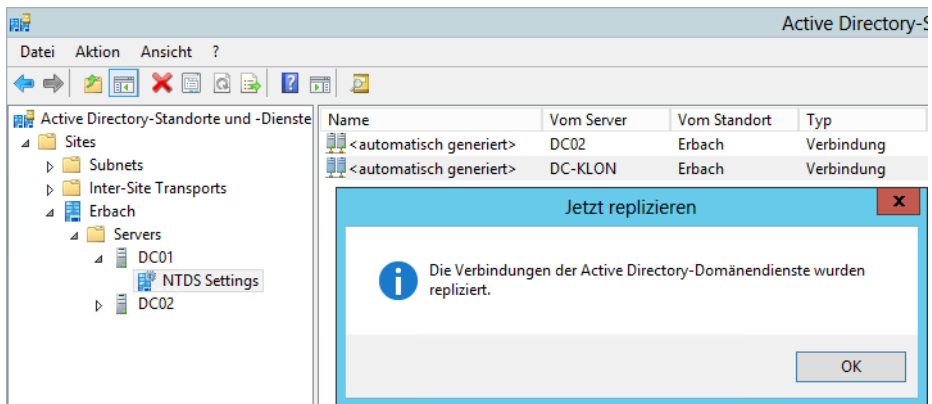 Active Directory-S
Datei Aktion Ansicht ?
Active Directory-Standorte und -Dienste
Sites
Subnets
Inter-Site Transports
Erbach
Servers
DC01
NTDS Settings
DC02
Name Vom Server Vom Standort Typ
<automatisch generiert> DC02 Erbach Verbindung
<automatisch generiert> DC-KLON Erbach Verbindung
Jetzt replizieren
x
Die Verbindungen der Active Directory-Domänendienste wurden
repliziert.
OK